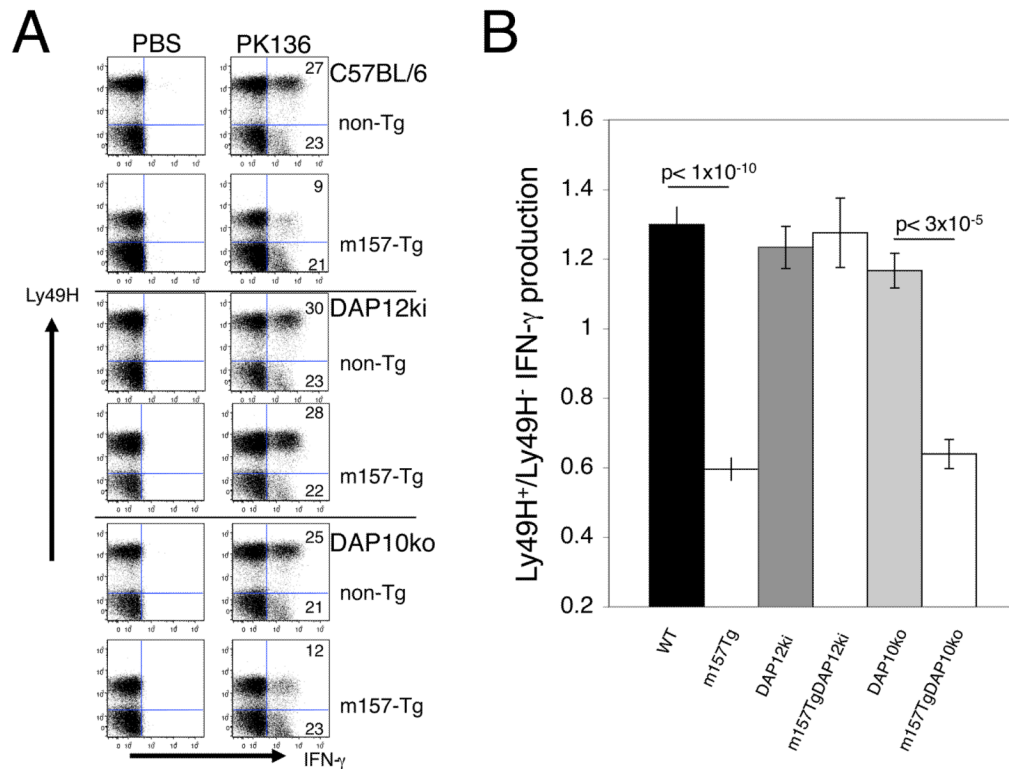 A
PBS PK136
27
C57BL/6
non-Tg
23
9
m157-Tg
21
Ly49H
30
DAP12ki
non-Tg
23
28
m157-Tg
22
25
DAP10ko
non-Tg
21
12
m157-Tg
23
IFN-γ
B
Ly49H+/Ly49H- IFN-γ production
1.6
1.4
1.2
1
0.8
0.6
0.4
0.2
p< 1x10-10
p< 3x10-5
WT
m157Tg
DAP12ki
m157TgDAP12ki
DAP10ko
m157TgDAP10ko